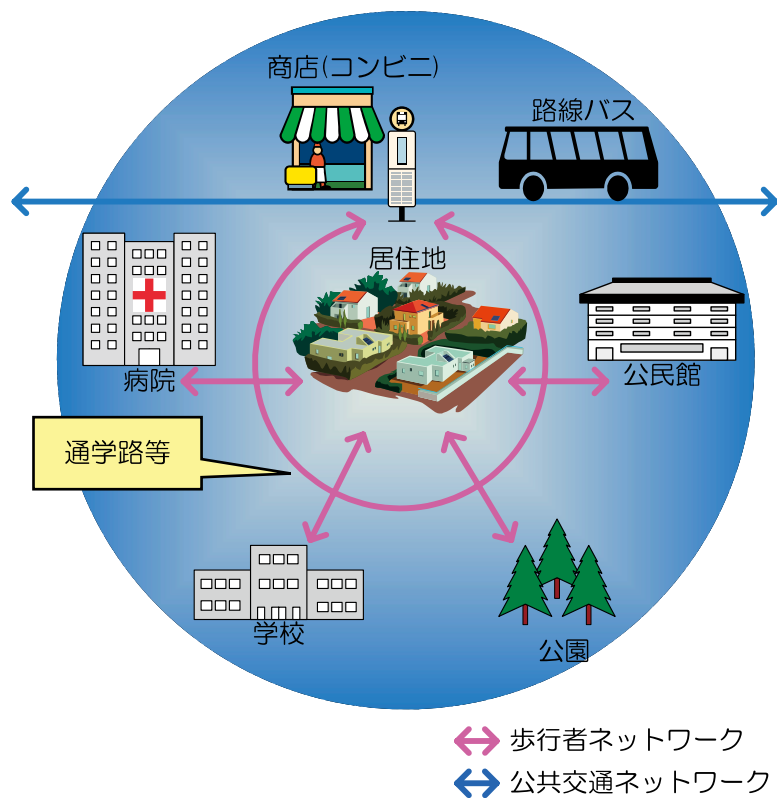 商店(コンビニ)
路線バス
居住地
病院
公民館
通学路等
学校
公園
歩行者ネットワーク
公共交通ネットワーク